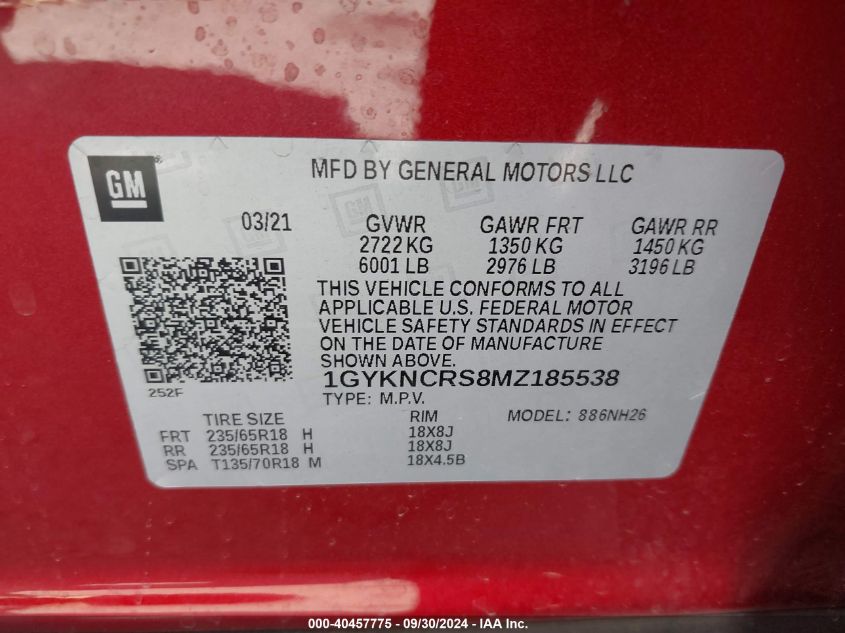 GM
MFD BY GENERAL MOTORS LLC
03/21 GVWR GAWR FRT GAWR RR
2722 KG 1350 KG 1450 KG
6001 LB 2976 LB 3196 LB
THIS VEHICLE CONFORMS TO ALL
APPLICABLE U.S. FEDERAL MOTOR
VEHICLE SAFETY STANDARDS IN EFFECT
ON THE DATE OF MANUFACTURE
SHOWN ABOVE.
1GYKNCRS8MZ185538
252F
TYPE: M.P.V. MODEL: 886NH26
TIRE SIZE RIM
FRT 235/65R18 H 18X8J
RR 235/65R18 H 18X8J
SPA T135/70R18 M 18X4.5B
000-40457775 - 09/30/2024 - IAA Inc.